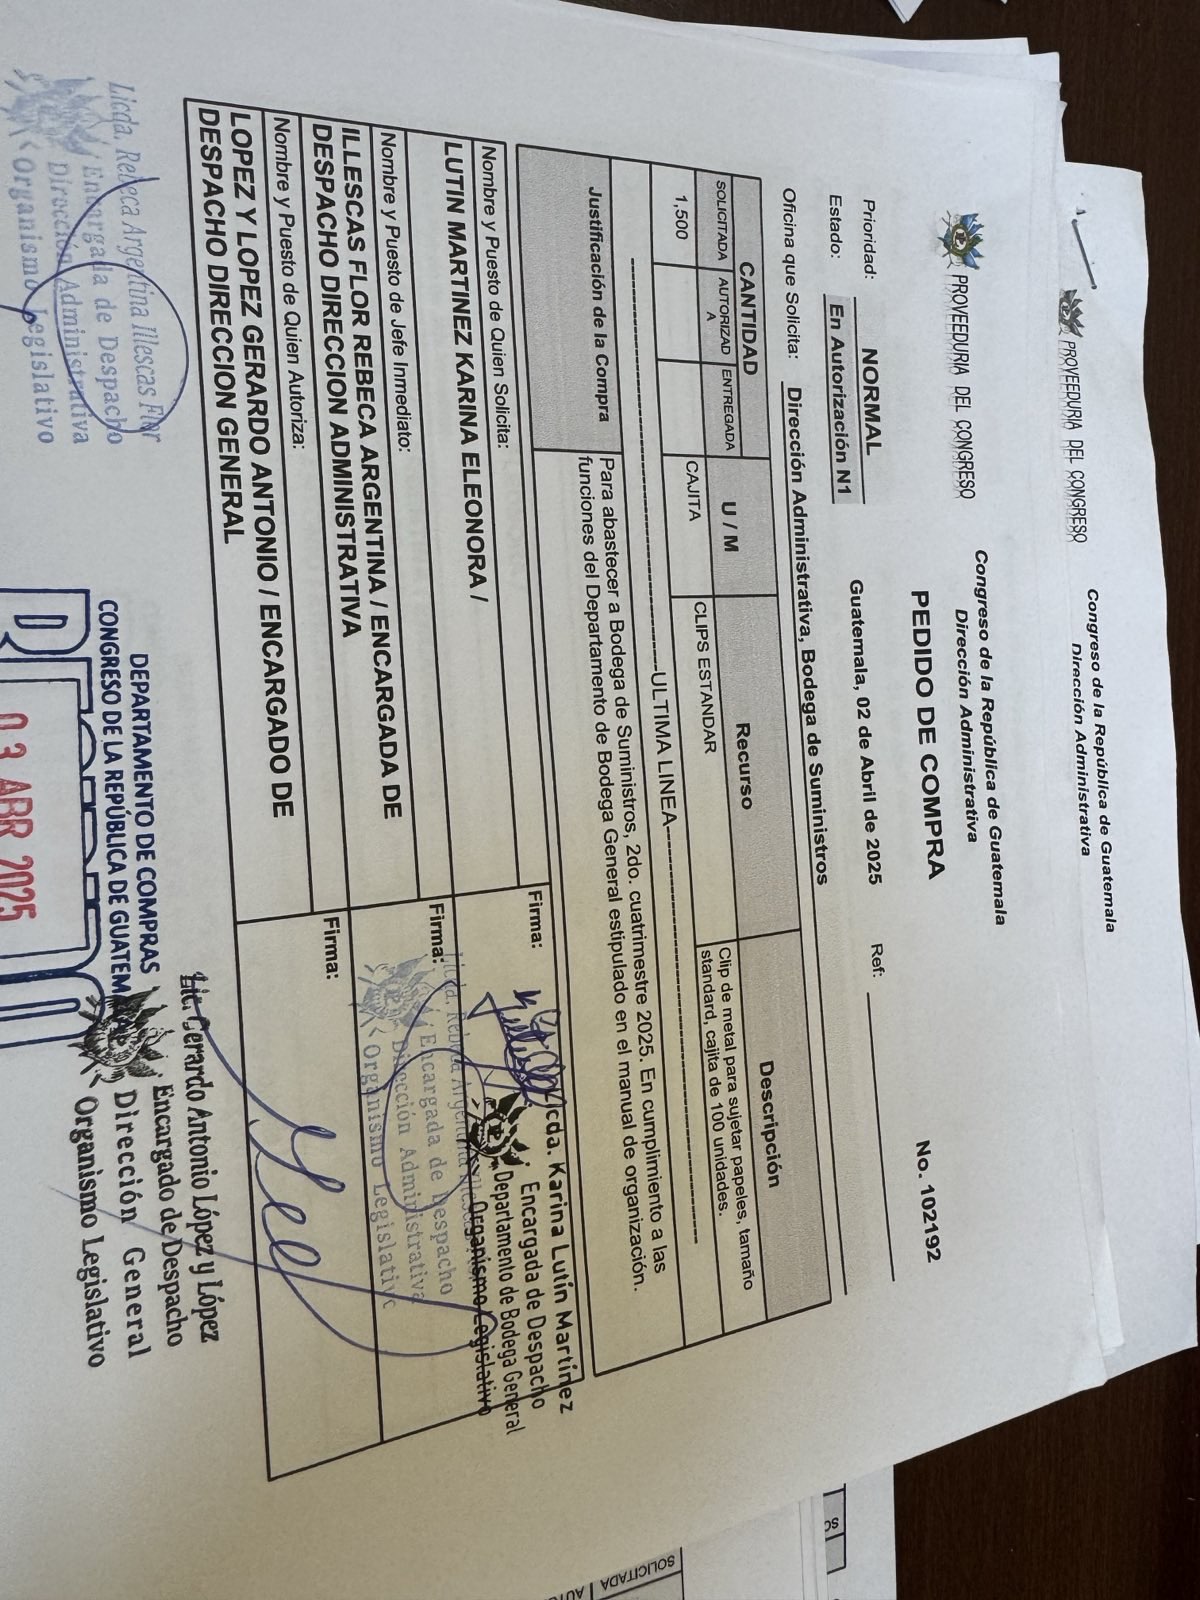 PROVEEDURIA DEL CONGRESO
Congreso de la República de Guatemala
Dirección Administrativa
PROVEEDURIA DEL CONGRESO
Congreso de la República de Guatemala
Dirección Administrativa
PEDIDO DE COMPRA
No. 102192
Prioridad: NORMAL
Guatemala, 02 de Abril de 2025
Ref:
Estado: En Autorización N1
Oficina que Solicita: Dirección Administrativa, Bodega de Suministros
CANTIDAD U / M Recurso Descripción
SOLICITADA AUTORIZAD A ENTREGADA
1,500 CAJITA CLIPS ESTANDAR Clip de metal para sujetar papeles, tamaño
standard, cajita de 100 unidades.
ULTIMA LINEA
Justificación de la Compra
Para abastecer a Bodega de Suministros, 2do. cuatrimestre 2025. En cumplimiento a las
funciones del Departamento de Bodega General estipulado en el manual de organización.
Nombre y Puesto de Quien Solicita:
LUTIN MARTINEZ KARINA ELEONORA /
Firma:
cda. Karina Lutín Martínez
Encargada de Despacho
Departamento de Bodega General
Organismo Legislativo
Nombre y Puesto de Jefe Inmediato:
ILLESCAS FLOR REBECA ARGENTINA / ENCARGADA DE
DESPACHO DIRECCION ADMINISTRATIVA
Firma:
Licda. Rebeca Argentina Illescas
Encargada de Despacho
Dirección Administrativa
Organismo Legislativo
Nombre y Puesto de Quien Autoriza:
LOPEZ Y LOPEZ GERARDO ANTONIO / ENCARGADO DE
DESPACHO DIRECCION GENERAL
Firma:
Lic. Gerardo Antonio López y López
Encargado de Despacho
Dirección General
Organismo Legislativo
Licda. Rebeca Argentina Illescas Flor
Encargada de Despacho
Dirección Administrativa
Organismo Legislativo
DEPARTAMENTO DE COMPRAS
CONGRESO DE LA REPÚBLICA DE GUATEM
03 ABR 2025
SOLICITADA